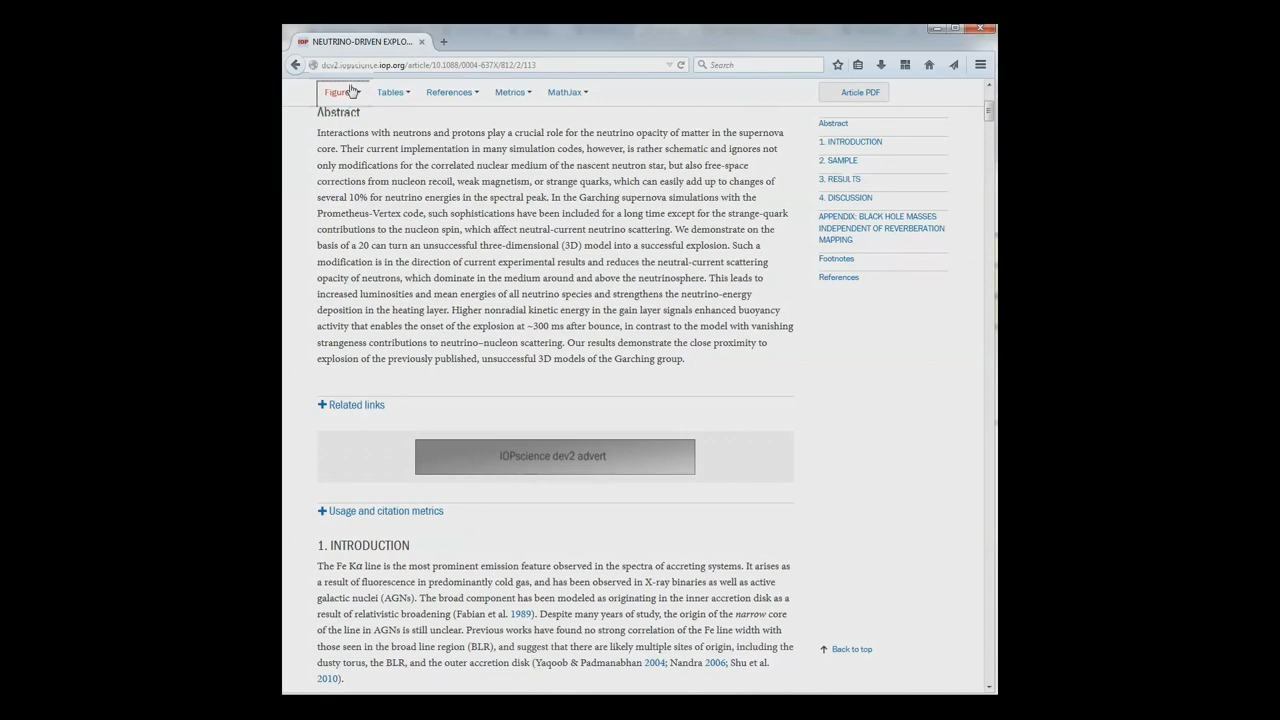 IOP NEUTRINO-DRIVEN EXPLO...
dev2.iopscience.iop.org/article/10.1088/0004-637X/812/2/113
Search
Figures
Tables
References
Metrics
MathJax
Article PDF
Abstract
Interactions with neutrons and protons play a crucial role for the neutrino opacity of matter in the supernova
core. Their current implementation in many simulation codes, however, is rather schematic and ignores not
only modifications for the correlated nuclear medium of the nascent neutron star, but also free-space
corrections from nucleon recoil, weak magnetism, or strange quarks, which can easily add up to changes of
several 10% for neutrino energies in the spectral peak. In the Garching supernova simulations with the
Prometheus-Vertex code, such sophistications have been included for a long time except for the strange-quark
contributions to the nucleon spin, which affect neutral-current neutrino scattering. We demonstrate on the
basis of a 20 can turn an unsuccessful three-dimensional (3D) model into a successful explosion. Such a
modification is in the direction of current experimental results and reduces the neutral-current scattering
opacity of neutrons, which dominate in the medium around and above the neutrinosphere. This leads to
increased luminosities and mean energies of all neutrino species and strengthens the neutrino-energy
deposition in the heating layer. Higher nonradial kinetic energy in the gain layer signals enhanced buoyancy
activity that enables the onset of the explosion at ~300 ms after bounce, in contrast to the model with vanishing
strangeness contributions to neutrino–nucleon scattering. Our results demonstrate the close proximity to
explosion of the previously published, unsuccessful 3D models of the Garching group.
Related links
IOPscience dev2 advert
Usage and citation metrics
1. INTRODUCTION
The Fe Kα line is the most prominent emission feature observed in the spectra of accreting systems. It arises as
a result of fluorescence in predominantly cold gas, and has been observed in X-ray binaries as well as active
galactic nuclei (AGNs). The broad component has been modeled as originating in the inner accretion disk as a
result of relativistic broadening (Fabian et al. 1989). Despite many years of study, the origin of the narrow core
of the line in AGNs is still unclear. Previous works have found no strong correlation of the Fe line width with
those seen in the broad line region (BLR), and suggest that there are likely multiple sites of origin, including the
dusty torus, the BLR, and the outer accretion disk (Yaqoob & Padmanabhan 2004; Nandra 2006; Shu et al.
2010).
Abstract
1. INTRODUCTION
2. SAMPLE
3. RESULTS
4. DISCUSSION
APPENDIX: BLACK HOLE MASSES
INDEPENDENT OF REVERBERATION
MAPPING
Footnotes
References
Back to top